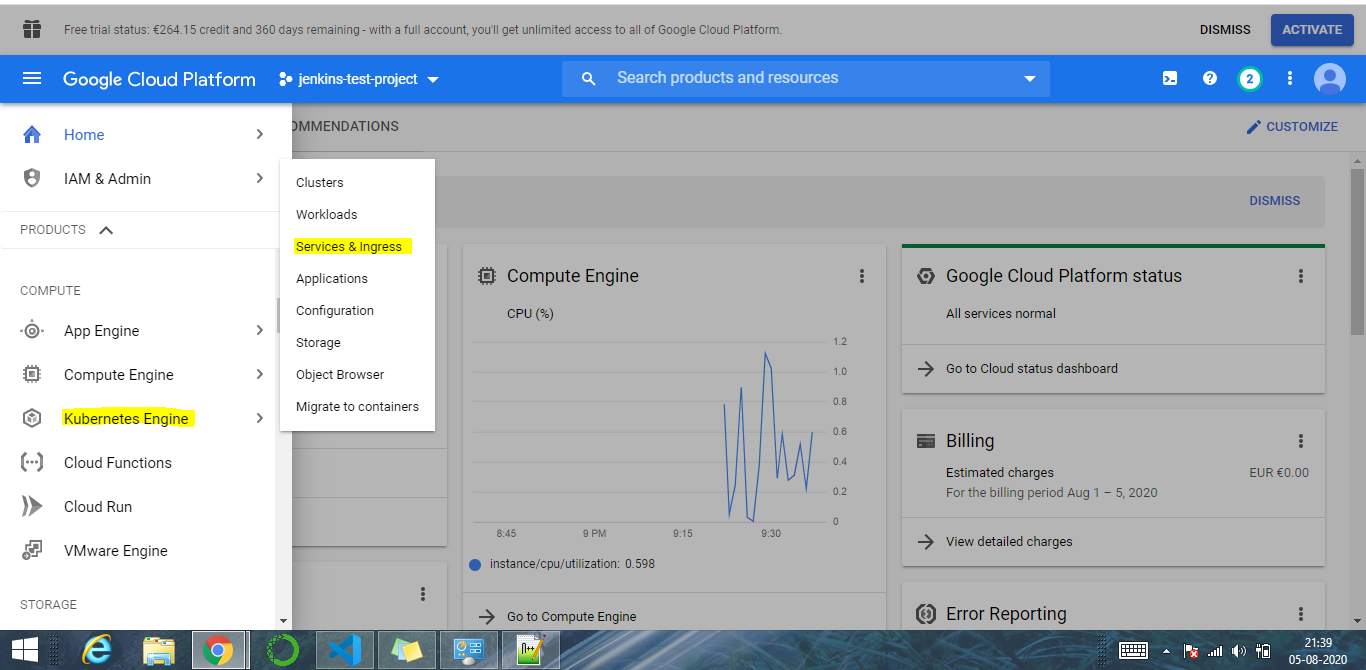 Free trial status: €264.15 credit and 360 days remaining - with a full account, you'll get unlimited access to all of Google Cloud Platform.
DISMISS
ACTIVATE
Google Cloud Platform
jenkins-test-project
Search products and resources
2
Home
IAM & Admin
PRODUCTS
COMPUTE
App Engine
Compute Engine
Kubernetes Engine
Cloud Functions
Cloud Run
VMware Engine
STORAGE
Clusters
Workloads
Services & Ingress
Applications
Configuration
Storage
Object Browser
Migrate to containers
OMMENDATIONS
CUSTOMIZE
DISMISS
Compute Engine
CPU (%)
1.2
1.0
0.8
0.6
0.4
0.2
0
8:45
9 PM
9:15
9:30
instance/cpu/utilization: 0.598
Go to Compute Engine
Google Cloud Platform status
All services normal
Go to Cloud status dashboard
Billing
Estimated charges
EUR €0.00
For the billing period Aug 1 – 5, 2020
View detailed charges
Error Reporting
21:39
05-08-2020